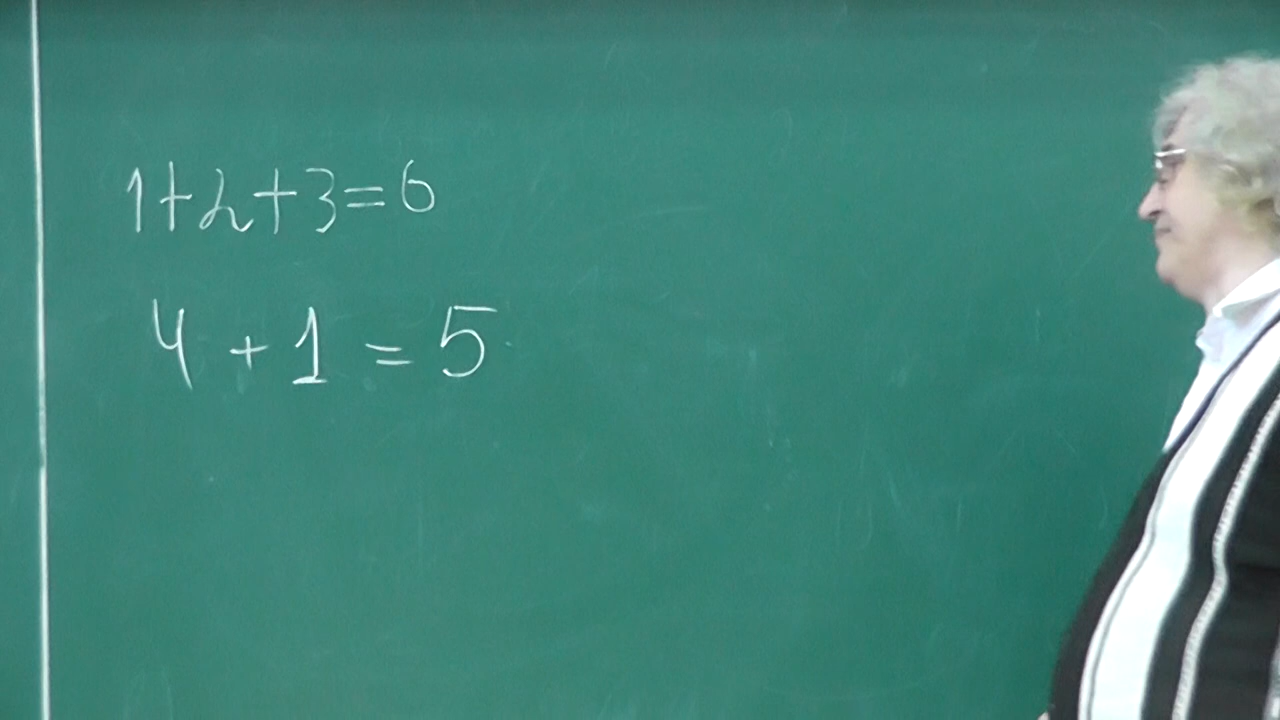 1+2+3=6
4 + 1 = 5